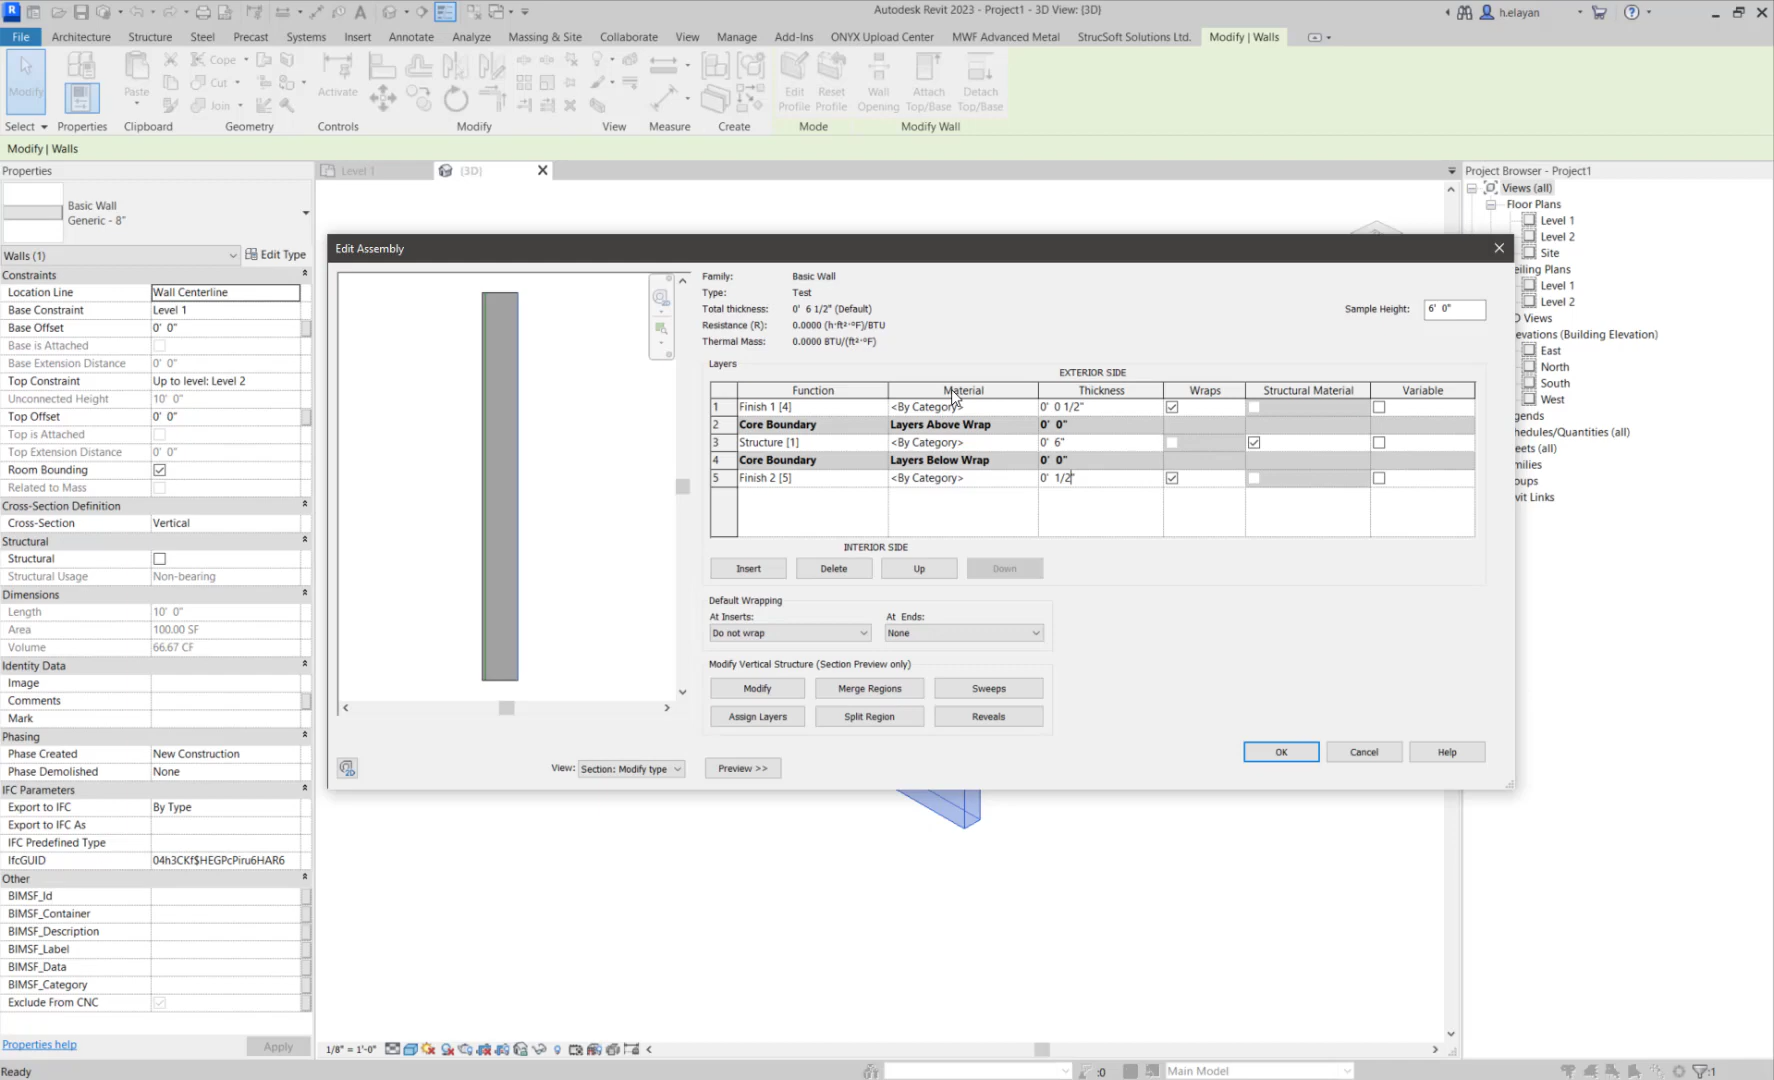 Autodesk Revit 2023 - Project1 - 3D View: {3D}
h.elayan
File Architecture Structure Steel Precast Systems Insert Annotate Analyze Massing & Site Collaborate View Manage Add-Ins ONYX Upload Center MWF Advanced Metal StrucSoft Solutions Ltd. Modify | Walls
Cope
Cut
Join
Modify
Paste
Activate
Edit Profile
Reset Profile
Wall Opening
Attach Top/Base
Detach Top/Base
Select Properties Clipboard Geometry Controls Modify View Measure Create Mode Modify Wall
Modify | Walls
Properties
Basic Wall
Generic - 8"
Walls (1) Edit Type
Constraints
Location Line Wall Centerline
Base Constraint Level 1
Base Offset 0' 0"
Base is Attached
Base Extension Distance 0' 0"
Top Constraint Up to level: Level 2
Unconnected Height 10' 0"
Top Offset 0' 0"
Top is Attached
Top Extension Distance 0' 0"
Room Bounding
Related to Mass
Cross-Section Definition
Cross-Section Vertical
Structural
Structural
Structural Usage Non-bearing
Dimensions
Length 10' 0"
Area 100.00 SF
Volume 66.67 CF
Identity Data
Image
Comments
Mark
Phasing
Phase Created New Construction
Phase Demolished None
IFC Parameters
Export to IFC By Type
Export to IFC As
IFC Predefined Type
IfcGUID 04h3CKf$HEGPcPiru6HAR6
Other
BIMSF_Id
BIMSF_Container
BIMSF_Description
BIMSF_Label
BIMSF_Data
BIMSF_Category
Exclude From CNC
Properties help Apply
Ready
Level 1
{3D}
Edit Assembly
Family: Basic Wall
Type: Test
Total thickness: 0' 6 1/2" (Default)
Resistance (R): 0.0000 (h·ft²·°F)/BTU
Thermal Mass: 0.0000 BTU/(ft²·°F)
Sample Height: 6' 0"
Layers
EXTERIOR SIDE
Function Material Thickness Wraps Structural Material Variable
1 Finish 1 [4] <By Category> 0' 0 1/2"
2 Core Boundary Layers Above Wrap 0' 0"
3 Structure [1] <By Category> 0' 6"
4 Core Boundary Layers Below Wrap 0' 0"
5 Finish 2 [5] <By Category> 0' 1/2"
INTERIOR SIDE
Insert Delete Up Down
Default Wrapping
At Inserts: At Ends:
Do not wrap None
Modify Vertical Structure (Section Preview only)
Modify Merge Regions Sweeps
Assign Layers Split Region Reveals
OK Cancel Help
View: Section: Modify type Preview >>
1/8" = 1'-0"
:0 Main Model :1
Project Browser - Project1
Views (all)
Floor Plans
Level 1
Level 2
Site
eiling Plans
Level 1
Level 2
D Views
evations (Building Elevation)
East
North
South
West
gends
hedules/Quantities (all)
eets (all)
milies
oups
vit Links